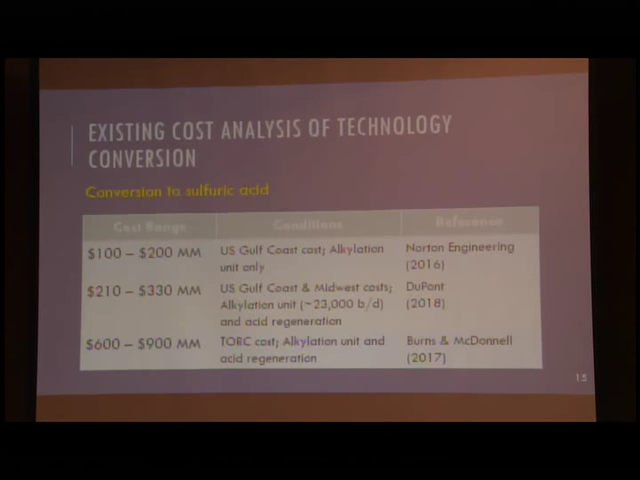 EXISTING COST ANALYSIS OF TECHNOLOGY
CONVERSION
Conversion to sulfuric acid
Cost Range Conditions Reference
$100 – $200 MM US Gulf Coast cost; Alkylation Norton Engineering
unit only (2016)
$210 – $330 MM US Gulf Coast & Midwest costs; DuPont
Alkylation unit (~23,000 b/d) (2018)
and acid regeneration
$600 – $900 MM TORC cost; Alkylation unit and Burns & McDonnell
acid regeneration (2017)
15